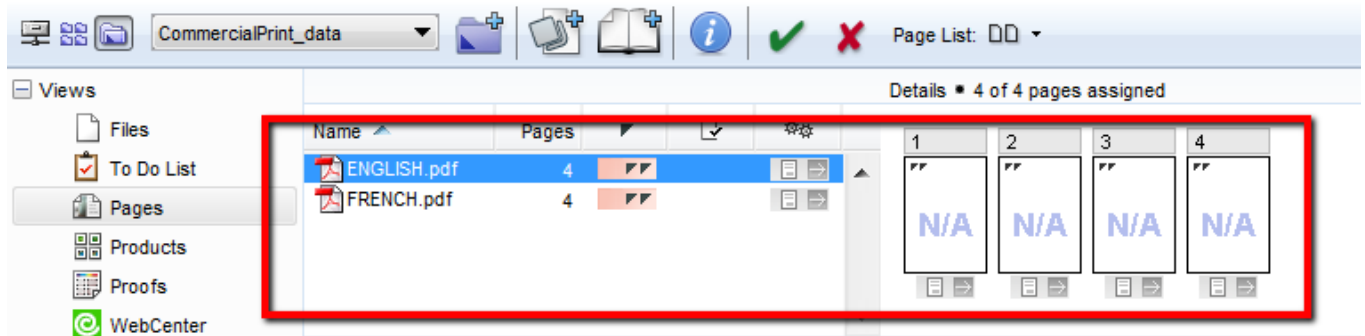 CommercialPrint_data Page List:
Views
Details ▪ 4 of 4 pages assigned
Files
To Do List
Pages
Products
Proofs
WebCenter
Name Pages
ENGLISH.pdf 4
FRENCH.pdf 4
1 2 3 4
N/A N/A N/A N/A